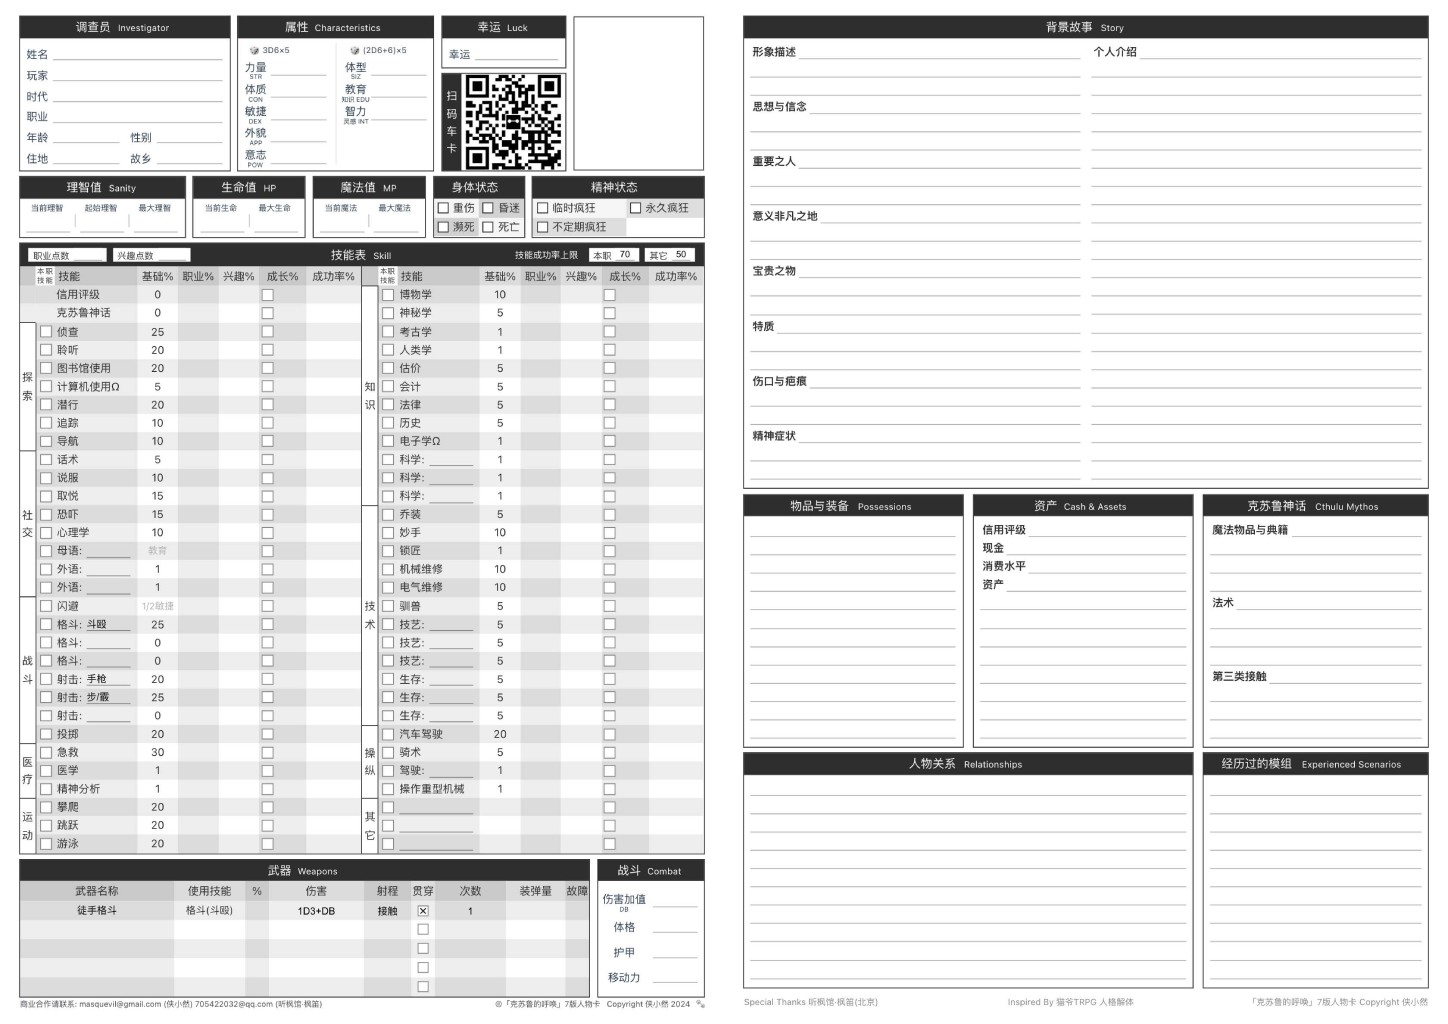 调查员 Investigator
姓名
玩家
时代
职业
年龄 性别
住地 故乡
属性 Characteristics
3D6×5 (2D6+6)×5
力量 STR 体型 SIZ
体质 CON 教育 知识 EDU
敏捷 DEX 智力 灵感 INT
外貌 APP
意志 POW
幸运 Luck
幸运
扫码车卡
理智值 Sanity
当前理智 起始理智 最大理智
生命值 HP
当前生命 最大生命
魔法值 MP
当前魔法 最大魔法
身体状态
重伤 昏迷
濒死 死亡
精神状态
临时疯狂 永久疯狂
不定期疯狂
职业点数 兴趣点数 技能表 Skill 技能成功率上限 本职 70 其它 50
本职技能 技能 基础% 职业% 兴趣% 成长% 成功率%
信用评级 0
克苏鲁神话 0
探索
侦查 25
聆听 20
图书馆使用 20
计算机使用Ω 5
潜行 20
追踪 10
导航 10
社交
话术 5
说服 10
取悦 15
恐吓 15
心理学 10
母语: 教育
外语: 1
外语: 1
战斗
闪避 1/2敏捷
格斗: 斗殴 25
格斗: 0
格斗: 0
射击: 手枪 20
射击: 步/霰 25
射击: 0
投掷 20
医疗
急救 30
医学 1
精神分析 1
运动
攀爬 20
跳跃 20
游泳 20
本职技能 技能 基础% 职业% 兴趣% 成长% 成功率%
知识
博物学 10
神秘学 5
考古学 1
人类学 1
估价 5
会计 5
法律 5
历史 5
电子学Ω 1
科学: 1
科学: 1
科学: 1
技术
乔装 5
妙手 10
锁匠 1
机械维修 10
电气维修 10
驯兽 5
技艺: 5
技艺: 5
技艺: 5
生存: 5
生存: 5
生存: 5
操纵
汽车驾驶 20
骑术 5
驾驶: 1
操作重型机械 1
其它
武器 Weapons
武器名称 使用技能 % 伤害 射程 贯穿 次数 装弹量 故障
徒手格斗 格斗(斗殴) 1D3+DB 接触 1
战斗 Combat
伤害加值 DB
体格
护甲
移动力
商业合作请联系: masquevil@gmail.com (侠小然) 705422032@qq.com (听枫馆·枫笛)
©「克苏鲁的呼唤」7版人物卡 Copyright 侠小然 2024
背景故事 Story
形象描述
思想与信念
重要之人
意义非凡之地
宝贵之物
特质
伤口与疤痕
精神症状
个人介绍
物品与装备 Possessions
资产 Cash & Assets
信用评级
现金
消费水平
资产
克苏鲁神话 Cthulu Mythos
魔法物品与典籍
法术
第三类接触
人物关系 Relationships
经历过的模组 Experienced Scenarios
Special Thanks 听枫馆·枫笛(北京)
Inspired By 猫爷TRPG 人格解体
「克苏鲁的呼唤」7版人物卡 Copyright 侠小然